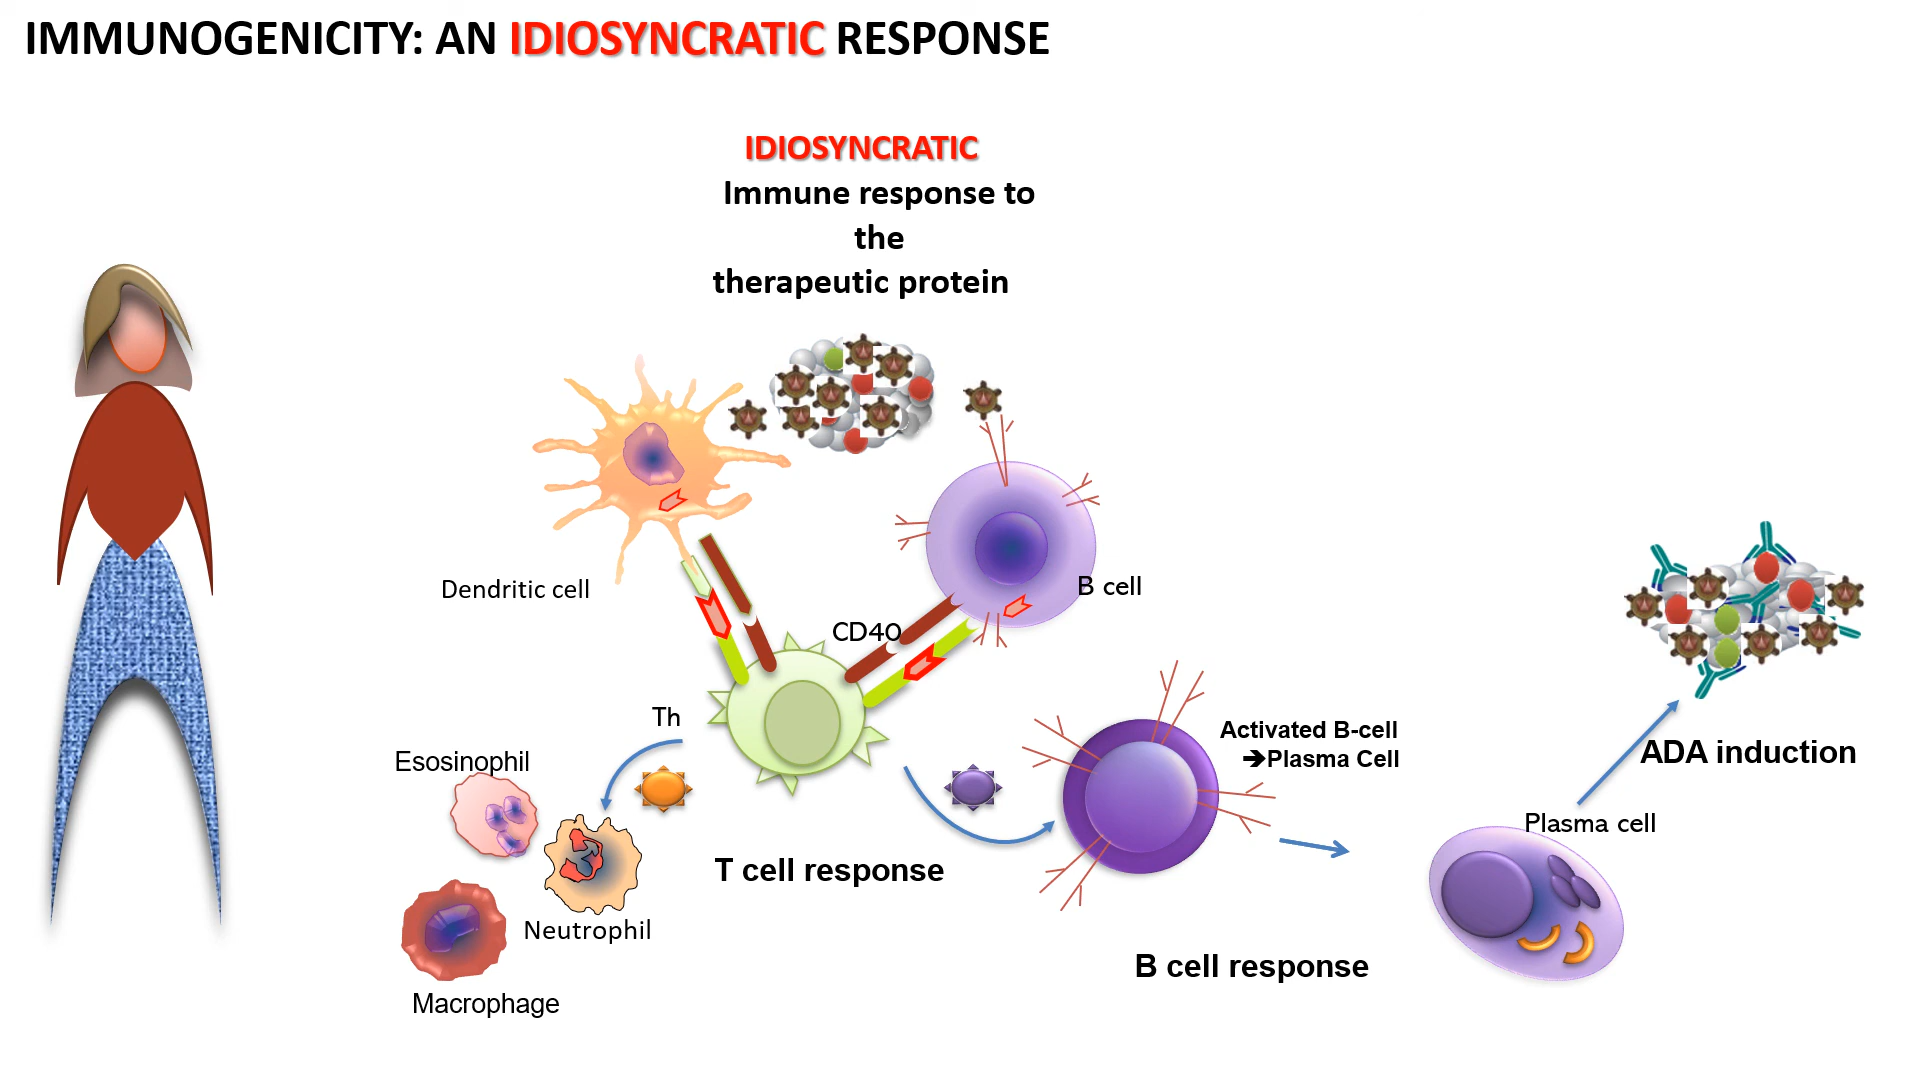 IMMUNOGENICITY: AN IDIOSYNCRATIC RESPONSE
IDIOSYNCRATIC
Immune response to
the
therapeutic protein
Dendritic cell
B cell
CD40
Th
Esosinophil
Activated B-cell
➔Plasma Cell
ADA induction
Plasma cell
T cell response
Neutrophil
B cell response
Macrophage